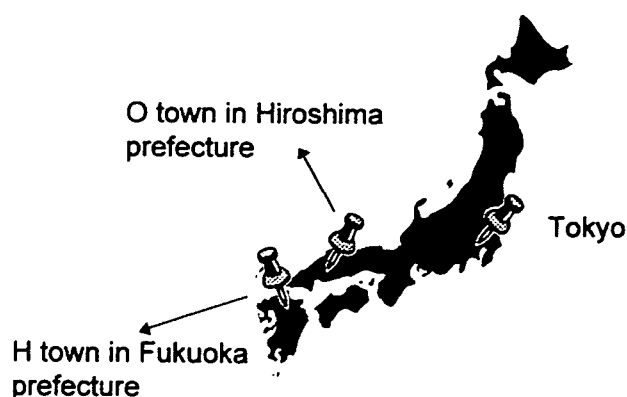 O town in Hiroshima
prefecture
Tokyo
H town in Fukuoka
prefecture